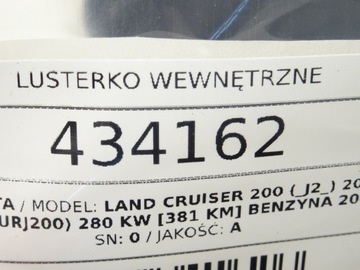 LUSTERKO WEWNĘTRZNE
434162
TA / MODEL: LAND CRUISER 200 (_J2_) 20
URJ200) 280 KW [381 KM] BENZYNA 20
SN: 0 / JAKOŚĆ: A